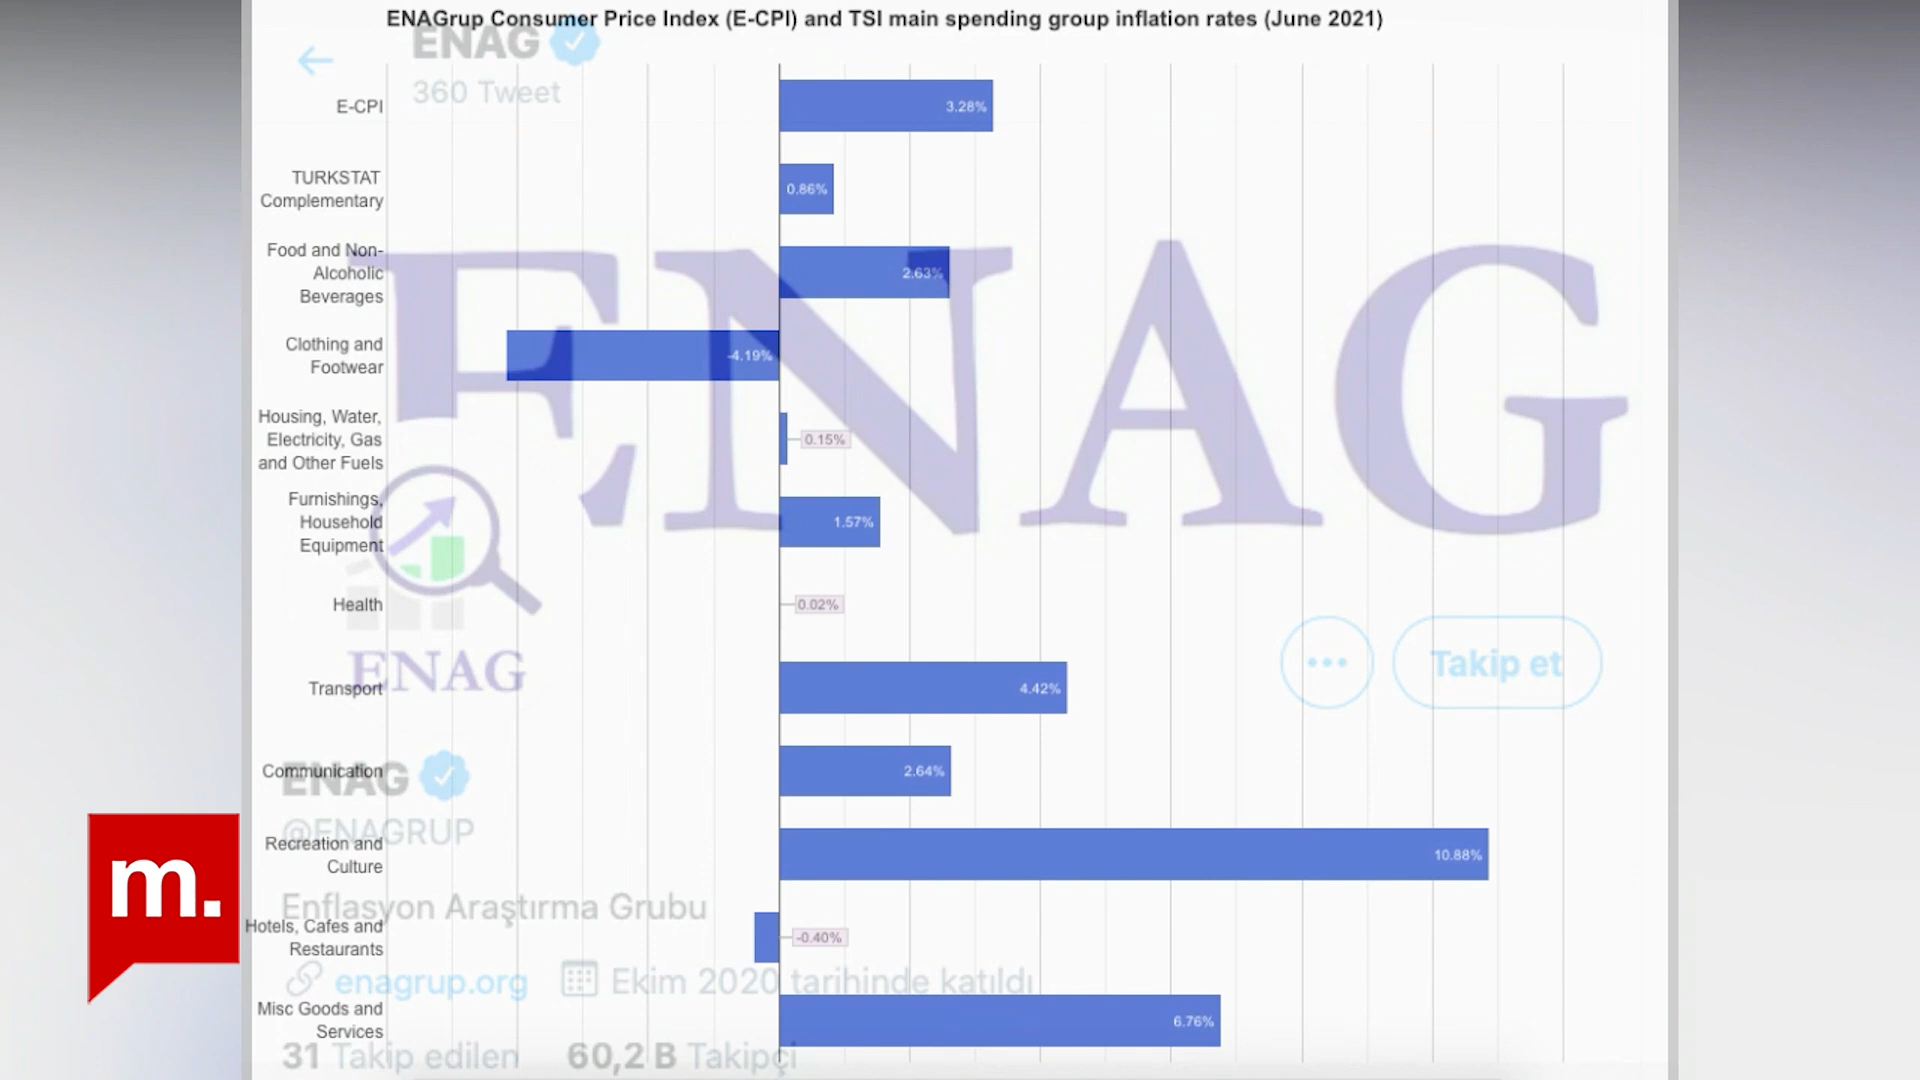 ENAGrup Consumer Price Index (E-CPI) and TSI main spending group inflation rates (June 2021)
ENAG
360 Tweet
E-CPI
3.28%
TURKSTAT
Complementary
0.86%
Food and Non-
Alcoholic
Beverages
2.63%
Clothing and
Footwear
-4.19%
ENAG
Housing, Water,
Electricity, Gas
and Other Fuels
0.15%
Furnishings,
Household
Equipment
1.57%
Health
0.02%
Takip et
ENAG
Transport
4.42%
Communication
2.64%
ENAG
@ENAGRUP
Recreation and
Culture
10.88%
m.
Enflasyon Araştırma Grubu
Hotels, Cafes and
Restaurants
-0.40%
enagrup.org Ekim 2020 tarihinde katıldı
Misc Goods and
Services
6.76%
31 Takip edilen 60,2 B Takipçi